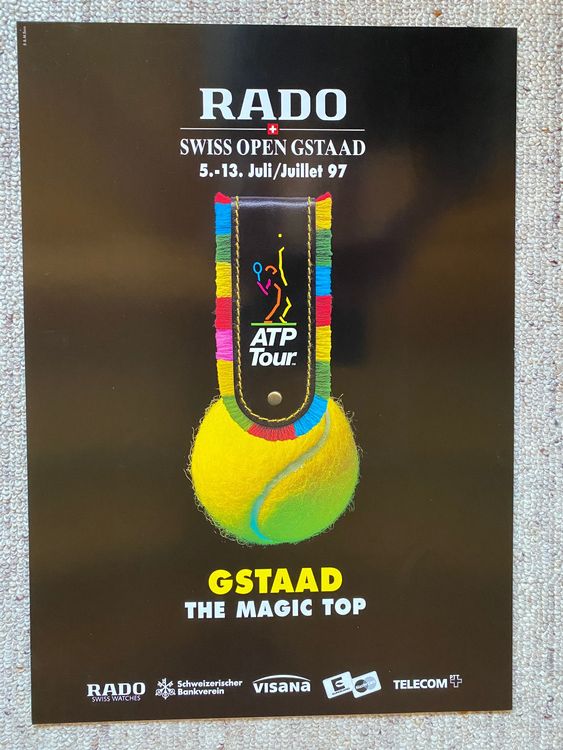 RADO
SWISS OPEN GSTAAD
5.-13. Juli/Juillet 97
ATP
Tour
GSTAAD
THE MAGIC TOP
RADO
SWISS WATCHES
Schweizerischer
Bankverein
VISANA
TELECOM PTT